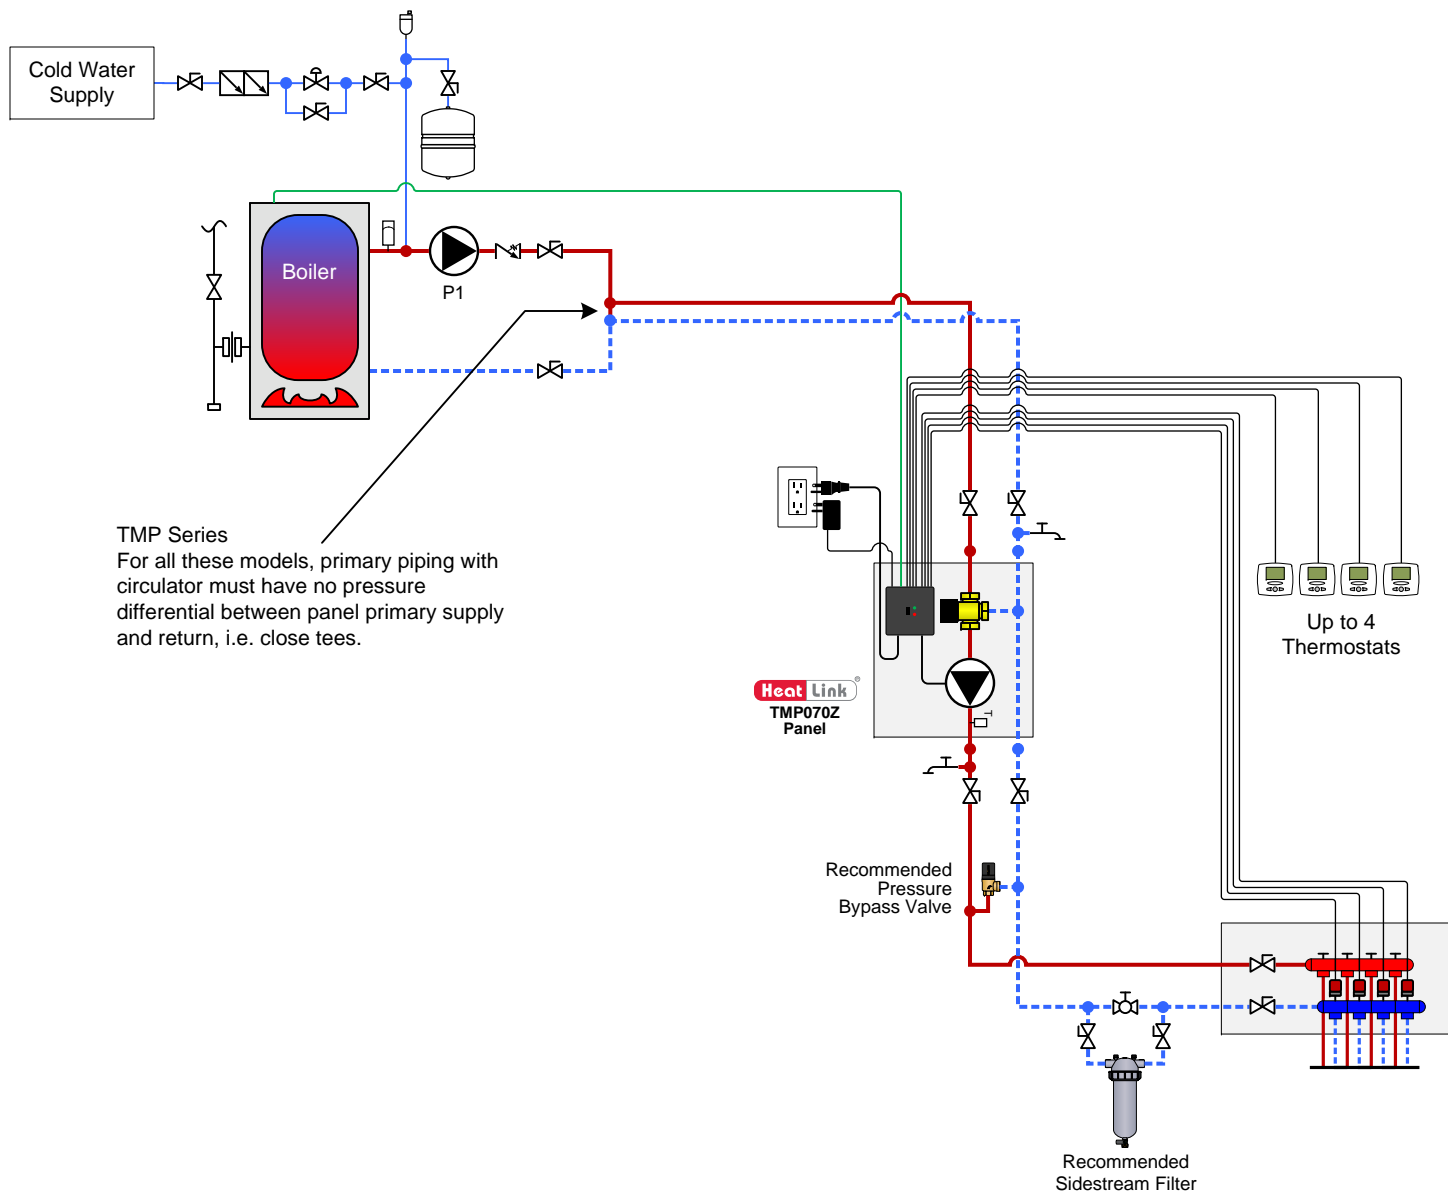 Cold Water
Supply
Boiler
P1
TMP Series
For all these models, primary piping with
circulator must have no pressure
differential between panel primary supply
and return, i.e. close tees.
Up to 4
Thermostats
Heat Link®
TMP070Z
Panel
T
Recommended
Pressure
Bypass Valve
Recommended
Sidestream Filter